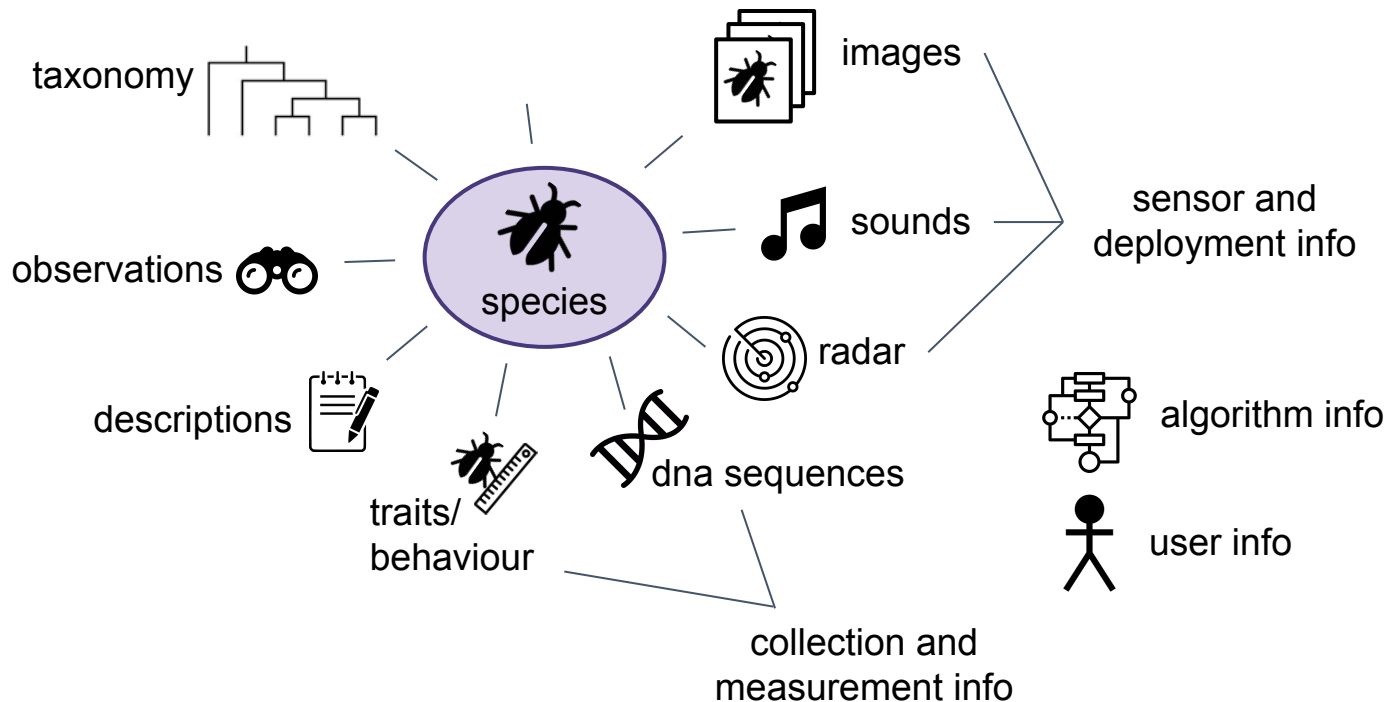 images
taxonomy
sounds
sensor and
deployment info
observations
species
radar
descriptions
algorithm info
dna sequences
traits/
behaviour
user info
collection and
measurement info